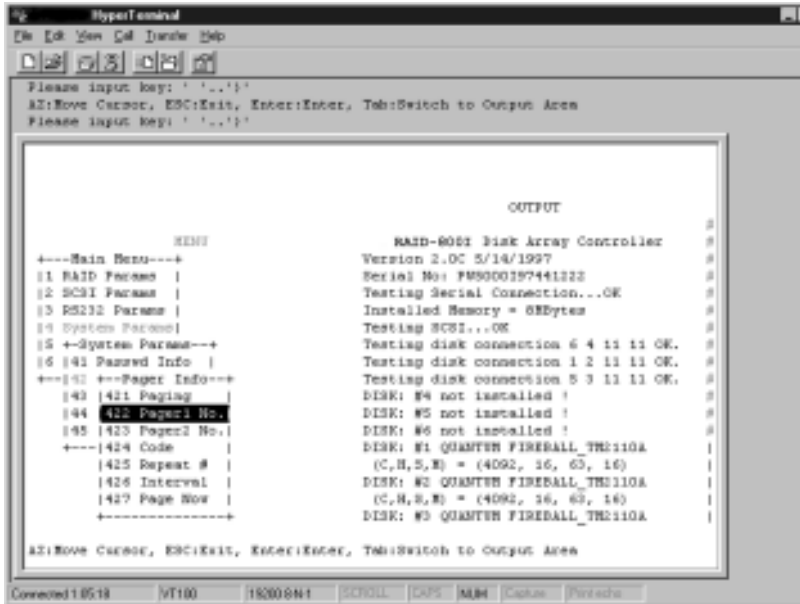 HyperTerminal
File Edit View Call Transfer Help
Please input key: ' '..')'
AZ:Move Cursor, ESC:Exit, Enter:Enter, Tab:Switch to Output Area
Please input key: ' '..')'
OUTPUT
MENU
RAID-800I Disk Array Controller
+---Main Menu---+
Version 2.0C 5/14/1997
|1 RAID Params |
Serial No:
|2 SCSI Params |
Testing Serial Connection...OK
|3 RS232 Params |
Installed Memory = 8MBytes
|4 System Params|
Testing SCSI...OK
|5 +-System Params--+
Testing disk connection 6 4 11 11 OK.
|6 |41 Passwd Info |
Testing disk connection 1 2 11 11 OK.
+--|42 +--Pager Info--+
Testing disk connection 5 3 11 11 OK.
|43 |421 Paging |
DISK: #4 not installed !
|44 |422 Pager1 No.|
DISK: #5 not installed !
|45 |423 Pager2 No.|
DISK: #6 not installed !
+---|424 Code |
DISK: #1 QUANTUM FIREBALL_TM2110A
|425 Repeat # |
(C,H,S,M) = (4092, 16, 63, 16)
|426 Interval |
DISK: #2 QUANTUM FIREBALL_TM2110A
|427 Page Now |
(C,H,S,M) = (4092, 16, 63, 16)
+--------------+
DISK: #3 QUANTUM FIREBALL_TM2110A
AZ:Move Cursor, ESC:Exit, Enter:Enter, Tab:Switch to Output Area
Connected 1:05:18 VT100 19200 8-N-1 SCROLL CAPS NUM Capture Print echo